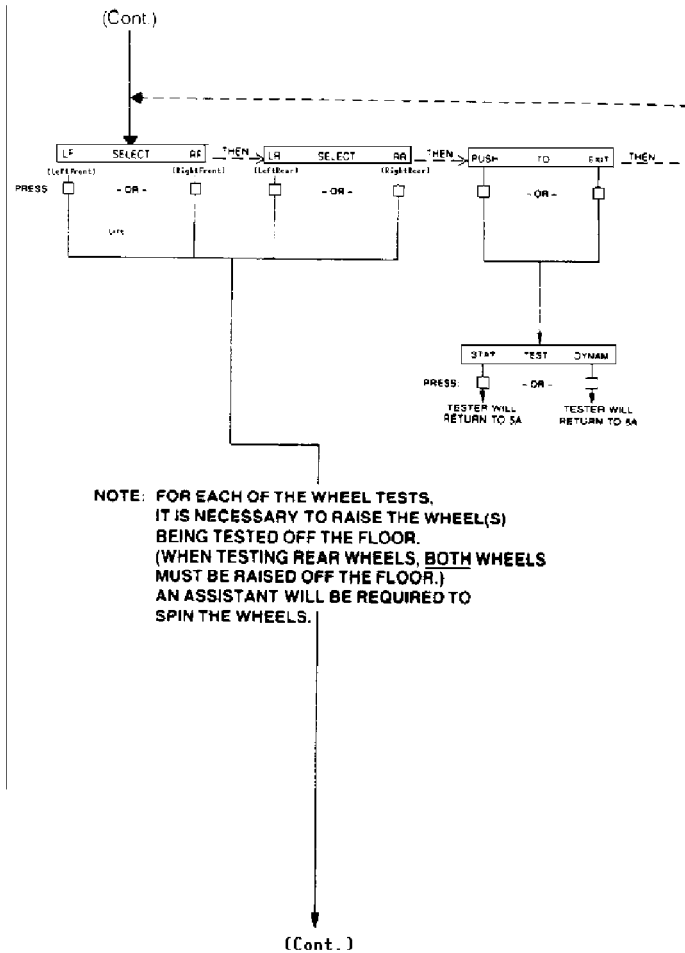 (Cont.)
LF SELECT RF THEN LR SELECT RR THEN PUSH TO EXIT THEN
(LeftFront) (RightFront) (LeftRear) (RightRear)
PRESS - OR - - OR - - OR -
STAT TEST DYNAM
PRESS: - OR -
TESTER WILL RETURN TO 5A
TESTER WILL RETURN TO 5A
NOTE: FOR EACH OF THE WHEEL TESTS,
IT IS NECESSARY TO RAISE THE WHEEL(S)
BEING TESTED OFF THE FLOOR.
(WHEN TESTING REAR WHEELS, BOTH WHEELS
MUST BE RAISED OFF THE FLOOR.)
AN ASSISTANT WILL BE REQUIRED TO
SPIN THE WHEELS.
(Cont.)